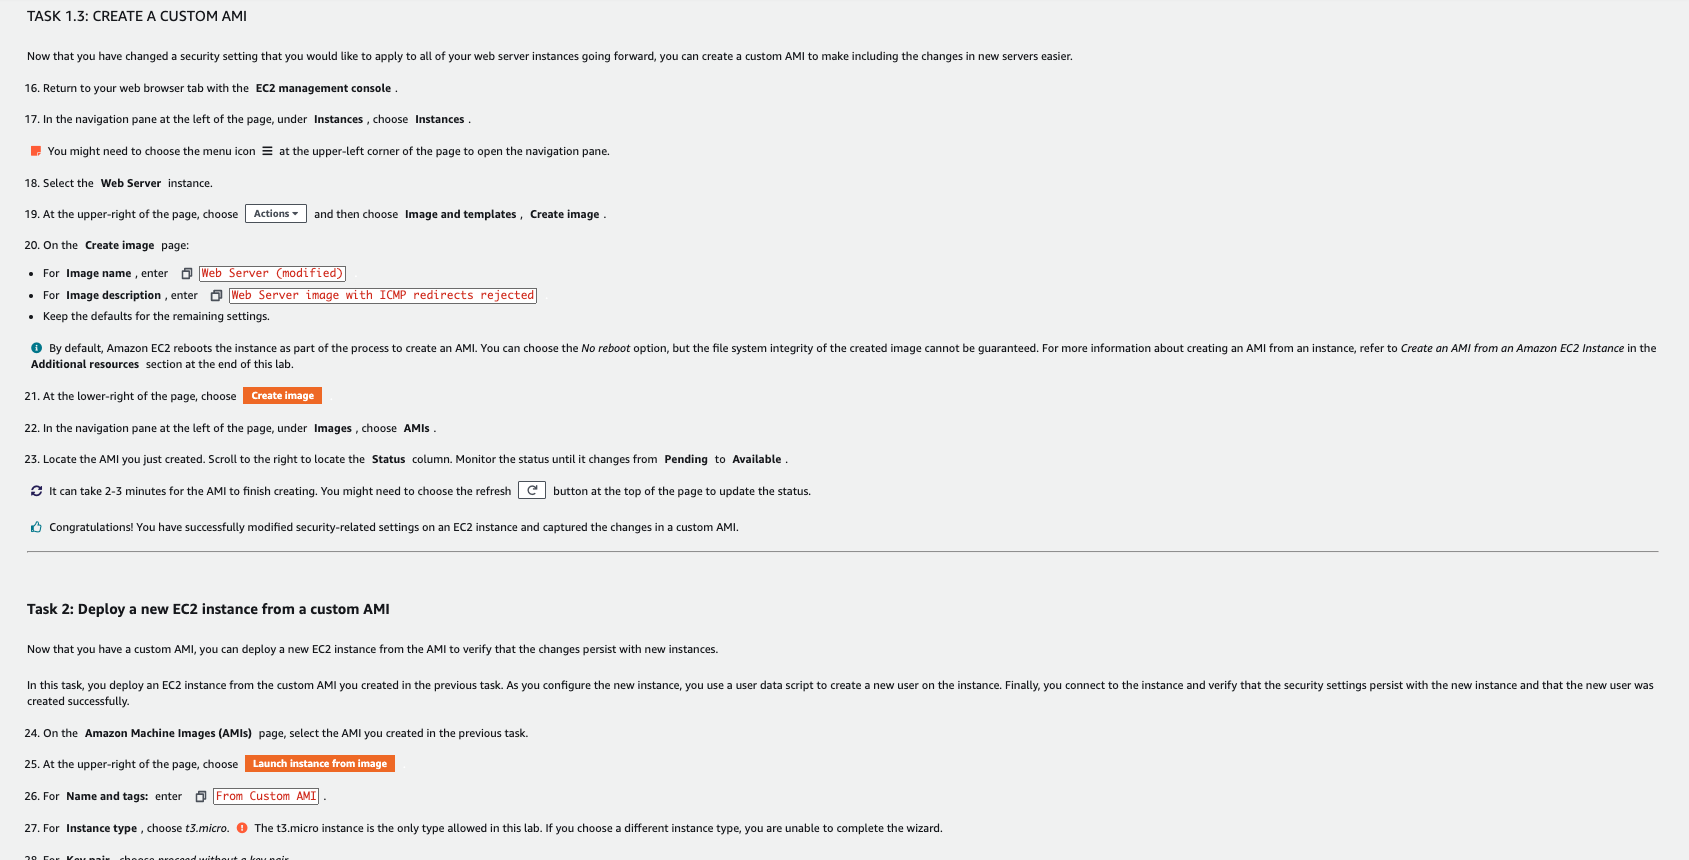 TASK 1.3: CREATE A CUSTOM AMI
Now that you have changed a security setting that you would like to apply to all of your web server instances going forward, you can create a custom AMI to make including the changes in new servers easier.
16. Return to your web browser tab with the EC2 management console .
17. In the navigation pane at the left of the page, under Instances , choose Instances .
You might need to choose the menu icon ☰ at the upper-left corner of the page to open the navigation pane.
18. Select the Web Server instance.
19. At the upper-right of the page, choose Actions and then choose Image and templates , Create image .
20. On the Create image page:
• For Image name , enter Web Server (modified)
• For Image description , enter Web Server image with ICMP redirects rejected
• Keep the defaults for the remaining settings.
By default, Amazon EC2 reboots the instance as part of the process to create an AMI. You can choose the No reboot option, but the file system integrity of the created image cannot be guaranteed. For more information about creating an AMI from an instance, refer to Create an AMI from an Amazon EC2 Instance in the
Additional resources section at the end of this lab.
21. At the lower-right of the page, choose Create image
22. In the navigation pane at the left of the page, under Images , choose AMIs .
23. Locate the AMI you just created. Scroll to the right to locate the Status column. Monitor the status until it changes from Pending to Available .
It can take 2-3 minutes for the AMI to finish creating. You might need to choose the refresh button at the top of the page to update the status.
Congratulations! You have successfully modified security-related settings on an EC2 instance and captured the changes in a custom AMI.
Task 2: Deploy a new EC2 instance from a custom AMI
Now that you have a custom AMI, you can deploy a new EC2 instance from the AMI to verify that the changes persist with new instances.
In this task, you deploy an EC2 instance from the custom AMI you created in the previous task. As you configure the new instance, you use a user data script to create a new user on the instance. Finally, you connect to the instance and verify that the security settings persist with the new instance and that the new user was
created successfully.
24. On the Amazon Machine Images (AMIs) page, select the AMI you created in the previous task.
25. At the upper-right of the page, choose Launch instance from image
26. For Name and tags: enter From Custom AMI .
27. For Instance type , choose t3.micro. The t3.micro instance is the only type allowed in this lab. If you choose a different instance type, you are unable to complete the wizard.
28. For Key pair , choose proceed without a key pair